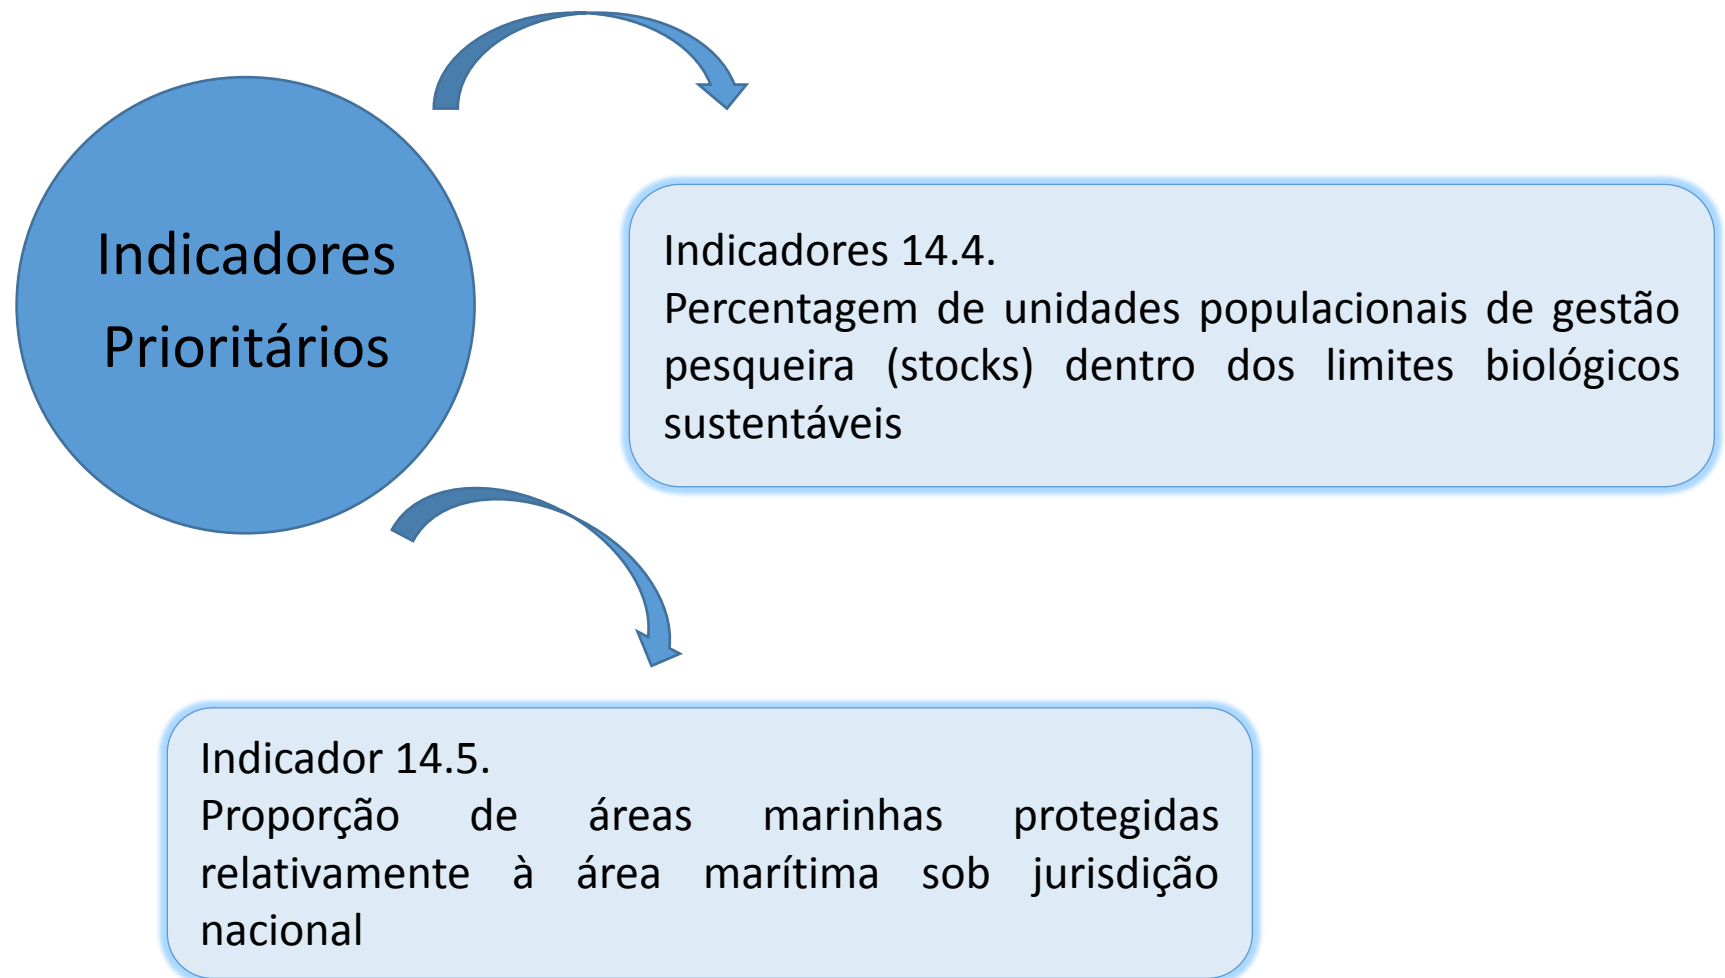 Indicadores
Prioritários
Indicadores 14.4.
Percentagem de unidades populacionais de gestão
pesqueira (stocks) dentro dos limites biológicos
sustentáveis
Indicador 14.5.
Proporção de áreas marinhas protegidas
relativamente à área marítima sob jurisdição
nacional